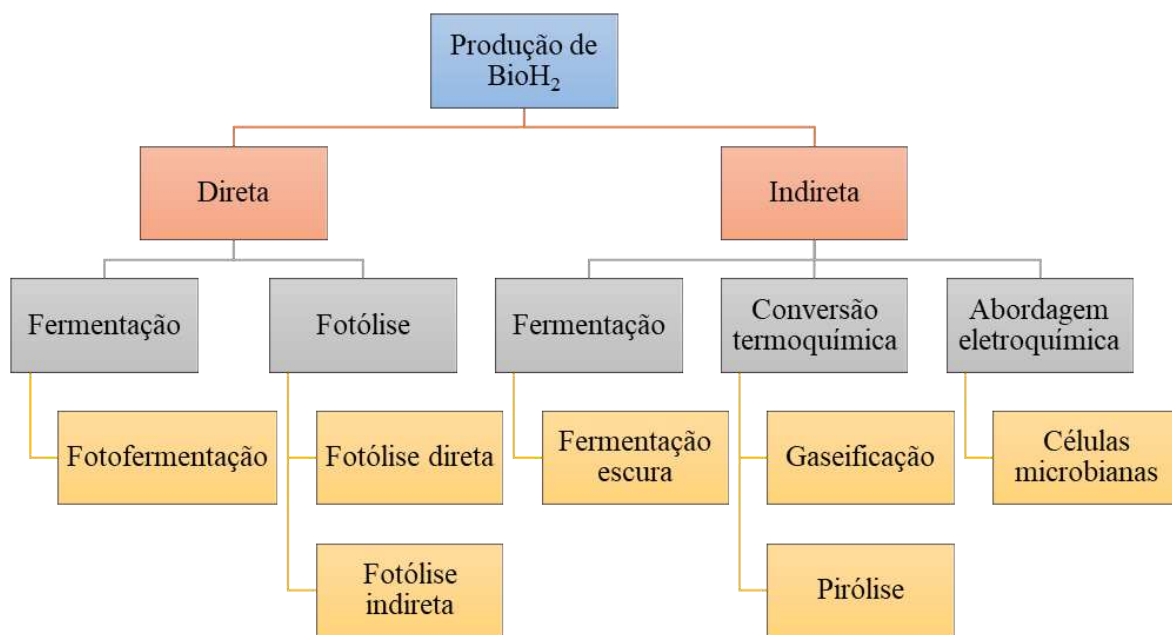 Produção de
BioH₂
Direta
Indireta
Fermentação
Fotólise
Fermentação
Conversão
termoquímica
Abordagem
eletroquímica
Fotofermentação
Fotólise direta
Fermentação
escura
Gaseificação
Células
microbianas
Fotólise
indireta
Pirólise